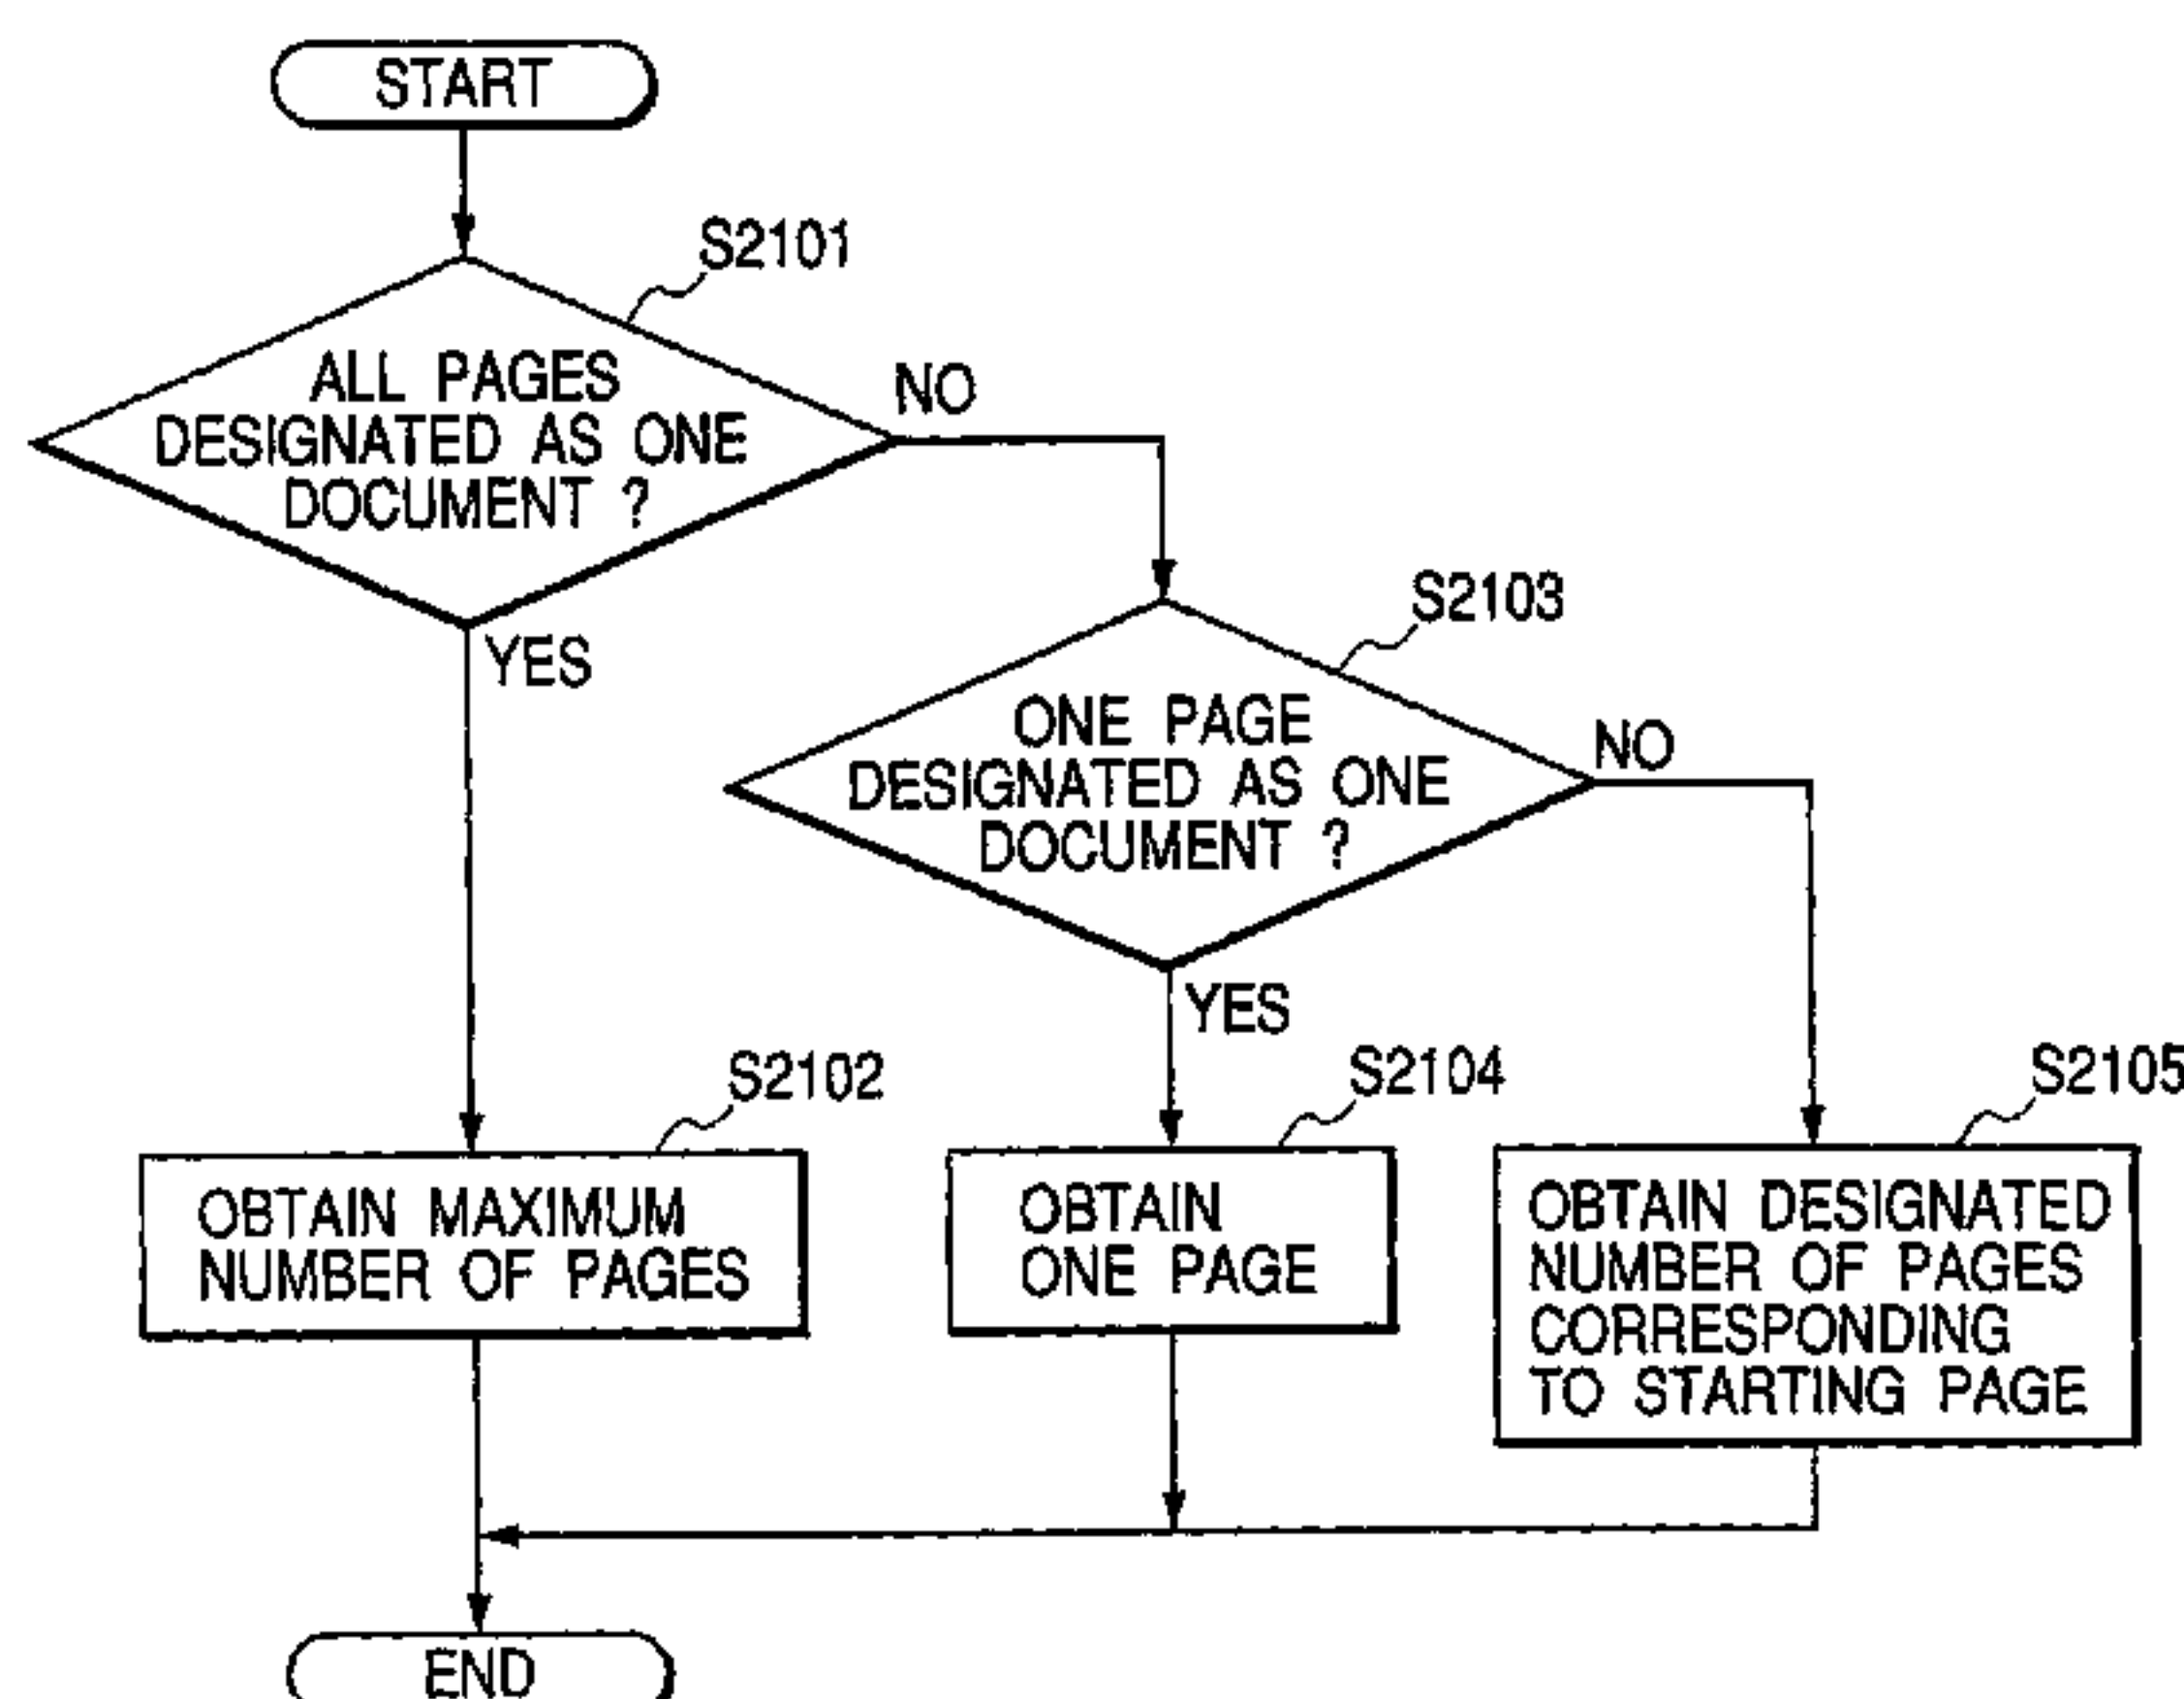 START
S2101
ALL PAGES
DESIGNATED AS ONE
DOCUMENT ?
NO
YES
S2103
ONE PAGE
DESIGNATED AS ONE
DOCUMENT ?
NO
YES
S2102
OBTAIN MAXIMUM
NUMBER OF PAGES
S2104
OBTAIN
ONE PAGE
S2105
OBTAIN DESIGNATED
NUMBER OF PAGES
CORRESPONDING
TO STARTING PAGE
END